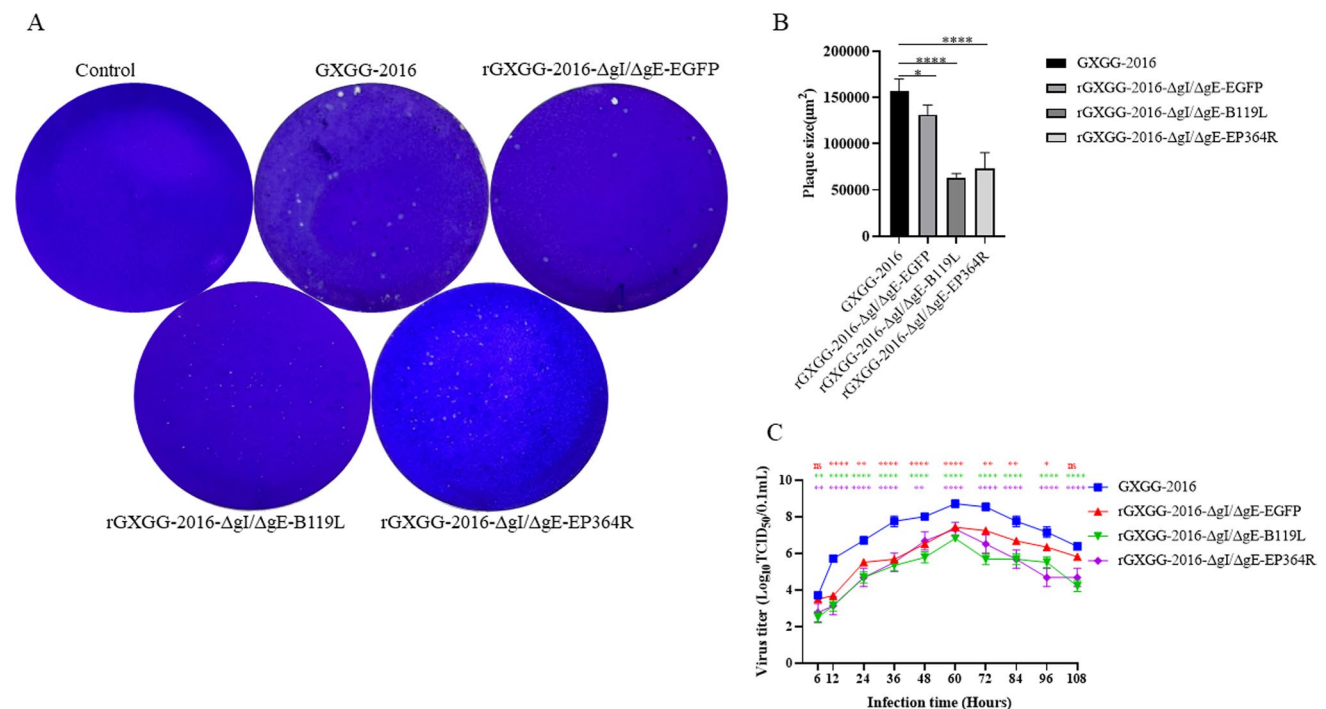 A
Control
GXGG-2016
rGXGG-2016-ΔgI/ΔgE-EGFP
rGXGG-2016-ΔgI/ΔgE-B119L
rGXGG-2016-ΔgI/ΔgE-EP364R
B
****
****
*
200000
150000
100000
50000
0
Plaque size(μm²)
GXGG-2016
rGXGG-2016-ΔgI/ΔgE-EGFP
rGXGG-2016-ΔgI/ΔgE-B119L
rGXGG-2016-ΔgI/ΔgE-EP364R
GXGG-2016
rGXGG-2016-ΔgI/ΔgE-EGFP
rGXGG-2016-ΔgI/ΔgE-B119L
rGXGG-2016-ΔgI/ΔgE-EP364R
C
ns **** ** **** **** **** ** ** * ns
** **** **** **** **** **** **** **** **** ****
** **** **** **** ** **** **** **** **** ****
10
8
6
4
2
0
Virus titer (Log₁₀TCID₅₀/0.1mL)
6 12 24 36 48 60 72 84 96 108
Infection time (Hours)
GXGG-2016
rGXGG-2016-ΔgI/ΔgE-EGFP
rGXGG-2016-ΔgI/ΔgE-B119L
rGXGG-2016-ΔgI/ΔgE-EP364R